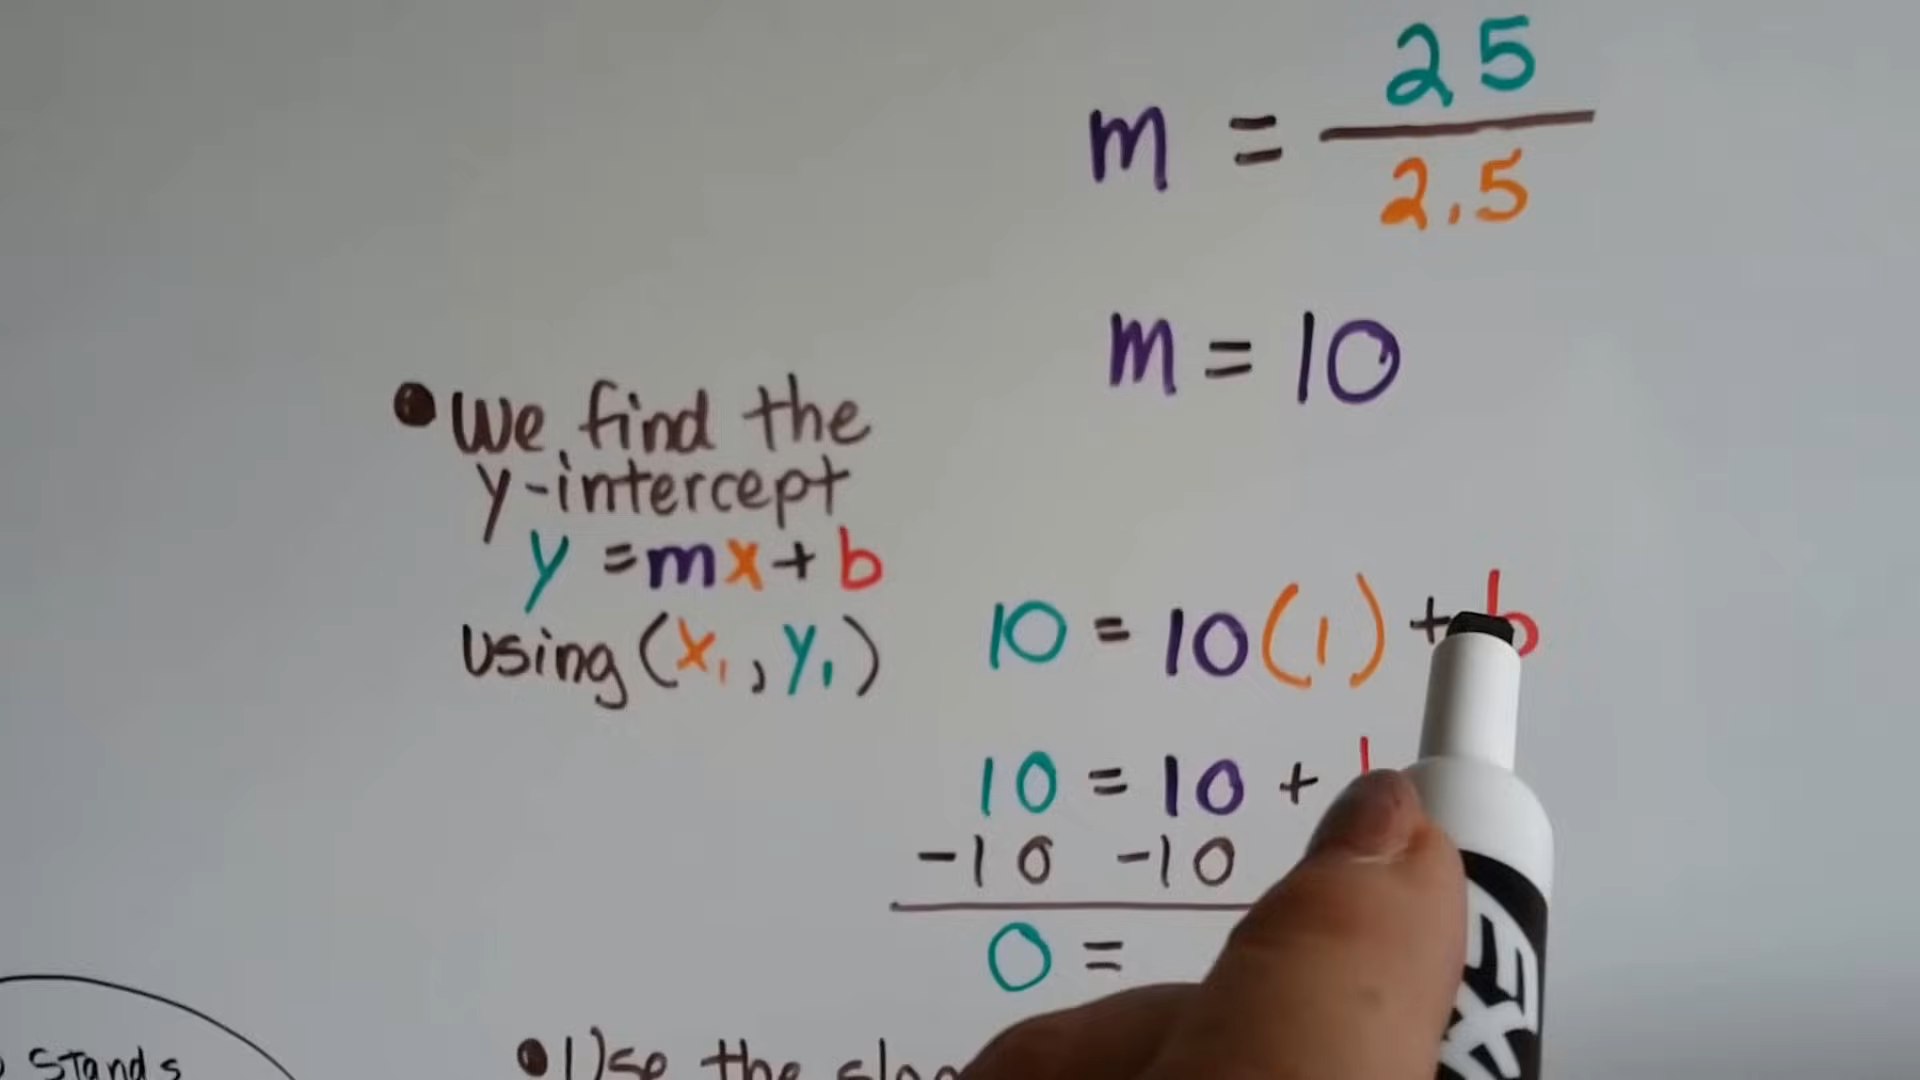 m = 25 / 2.5
m = 10
• We find the
y-intercept
y = mx + b
using (x₁, y₁)
10 = 10(1) + b
10 = 10 +
-10 -10
0 =
Stands
• Use the